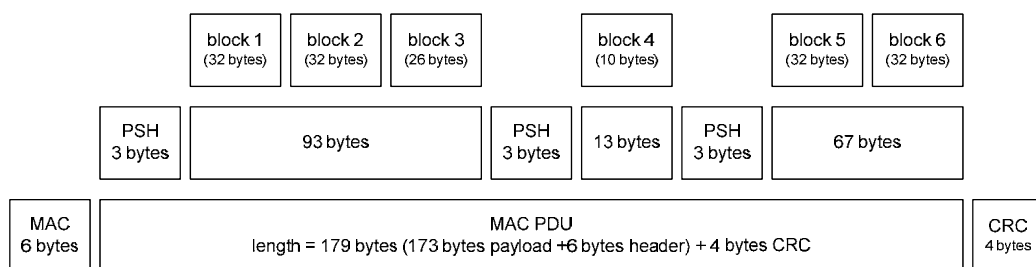 block 1
(32 bytes)
block 2
(32 bytes)
block 3
(26 bytes)
block 4
(10 bytes)
block 5
(32 bytes)
block 6
(32 bytes)
PSH
3 bytes
93 bytes
PSH
3 bytes
13 bytes
PSH
3 bytes
67 bytes
MAC
6 bytes
MAC PDU
length = 179 bytes (173 bytes payload +6 bytes header) + 4 bytes CRC
CRC
4 bytes